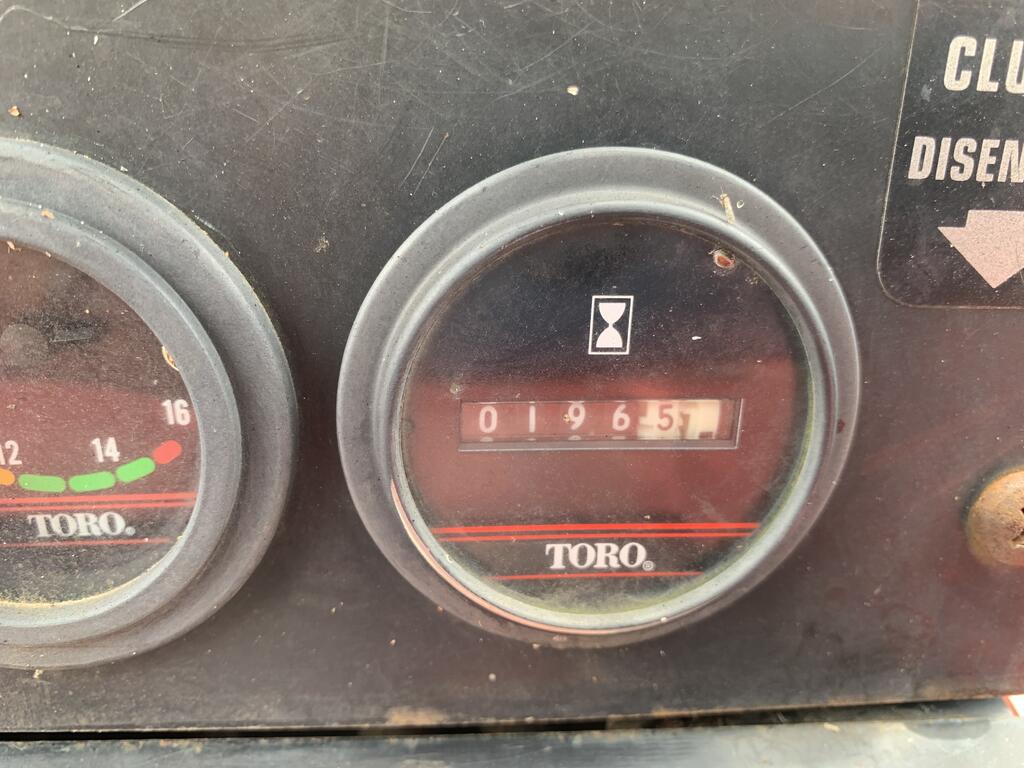 CLU
DISEN
16
12
14
TORO.
0 1 9 6 5
TORO®